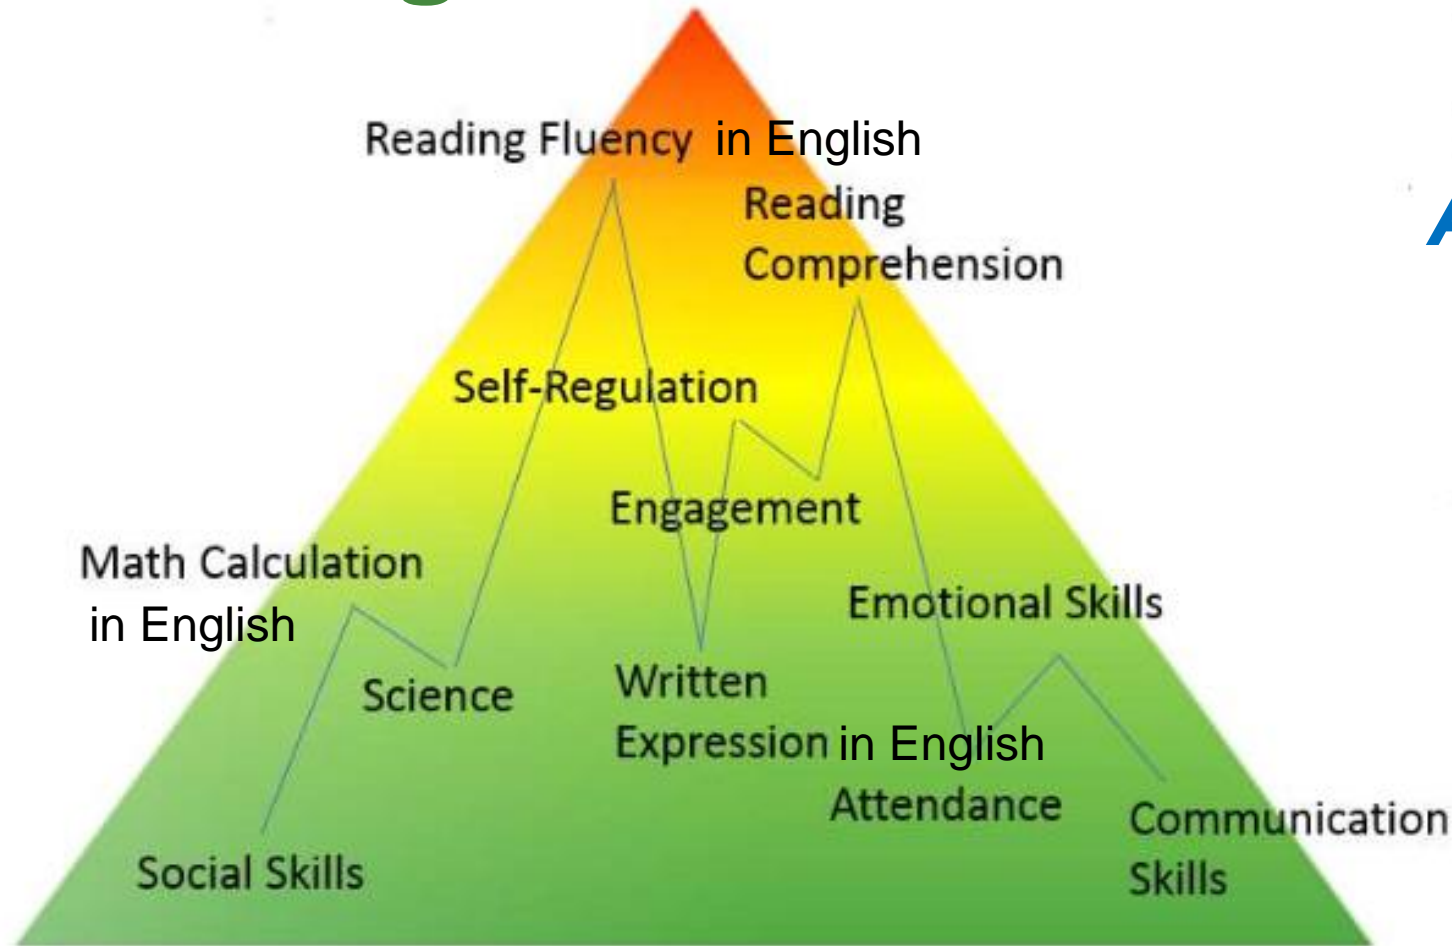 Reading Fluency in English
Reading
Comprehension
Self-Regulation
Engagement
Math Calculation
in English
Emotional Skills
Science
Written
Expression in English
Attendance
Communication
Skills
Social Skills